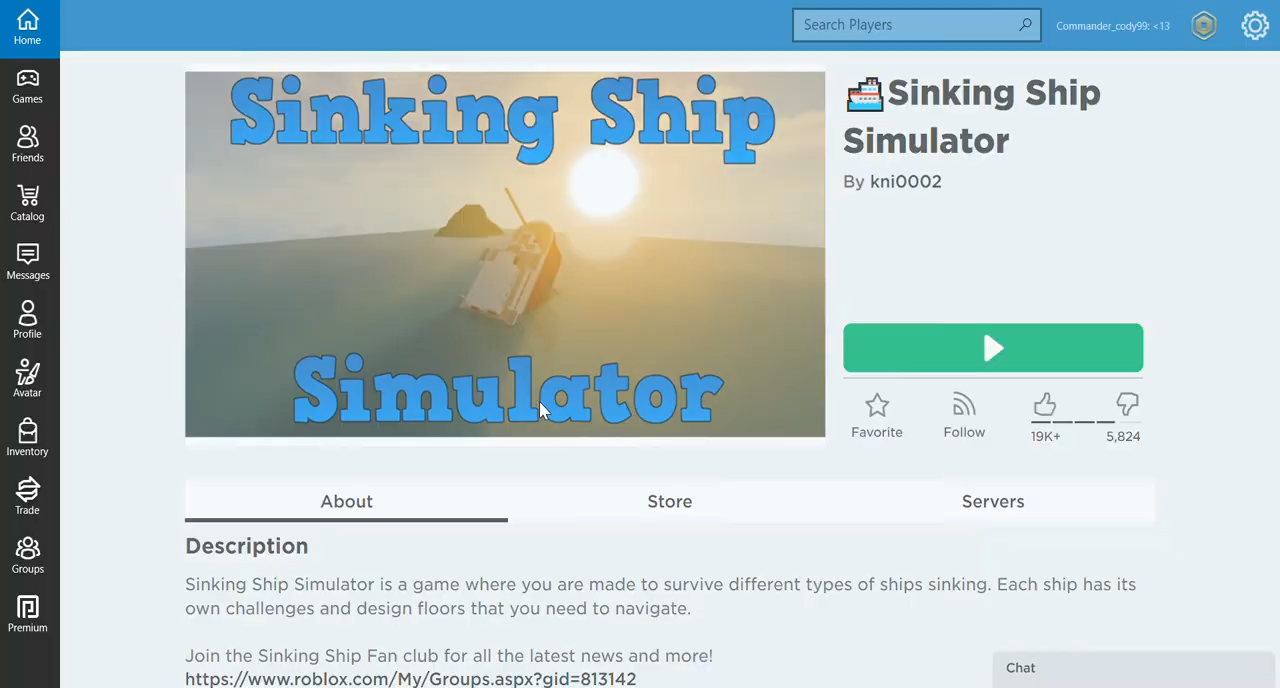 Home
Games
Friends
Catalog
Messages
Profile
Avatar
Inventory
Trade
Groups
Premium
Search Players
Commander_cody99: <13
Sinking Ship
Simulator
Sinking Ship
Simulator
By kni0002
Favorite
Follow
19K+
5,824
About
Store
Servers
Description
Sinking Ship Simulator is a game where you are made to survive different types of ships sinking. Each ship has its
own challenges and design floors that you need to navigate.
Join the Sinking Ship Fan club for all the latest news and more!
https://www.roblox.com/My/Groups.aspx?gid=813142
Chat